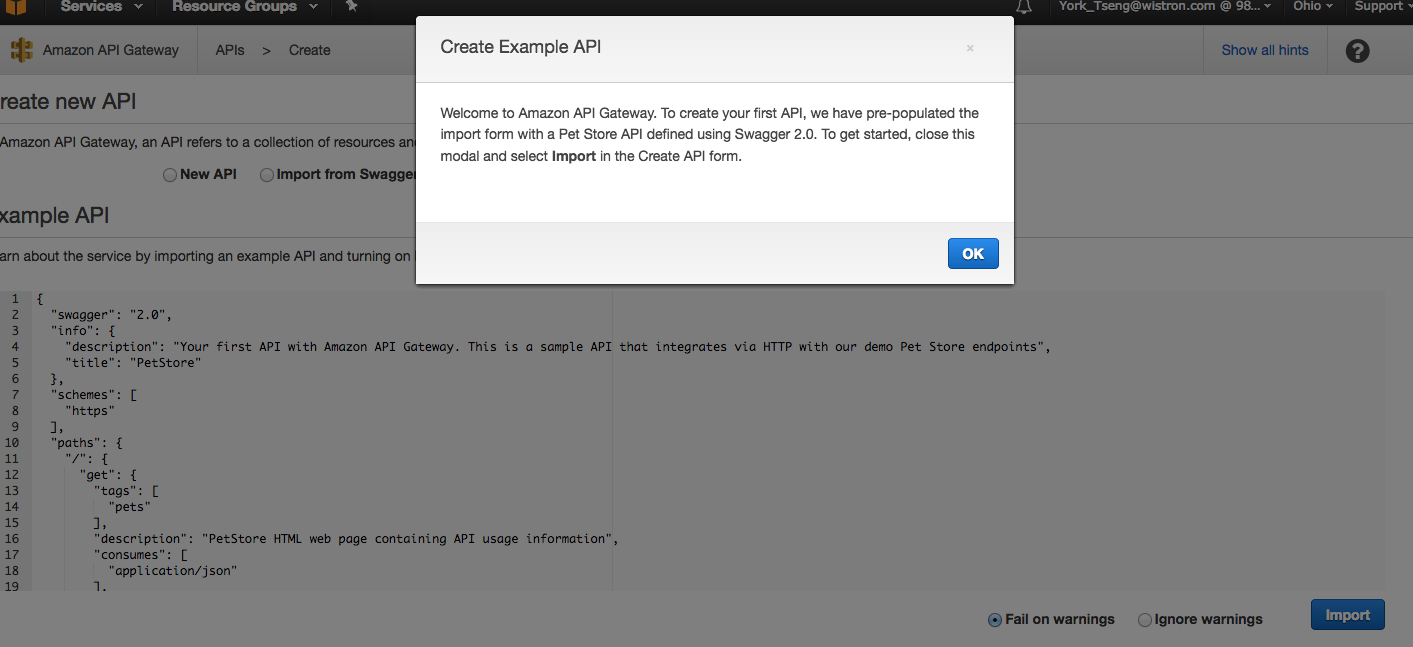 Services Resource Groups York_Tseng@wistron.com @ 98... Ohio Support
Amazon API Gateway APIs > Create Show all hints ?
Create Example API ×
Welcome to Amazon API Gateway. To create your first API, we have pre-populated the
import form with a Pet Store API defined using Swagger 2.0. To get started, close this
modal and select Import in the Create API form.
OK
reate new API
Amazon API Gateway, an API refers to a collection of resources an
New API Import from Swagger
xample API
arn about the service by importing an example API and turning on
1 {
2 "swagger": "2.0",
3 "info": {
4 "description": "Your first API with Amazon API Gateway. This is a sample API that integrates via HTTP with our demo Pet Store endpoints",
5 "title": "PetStore"
6 },
7 "schemes": [
8 "https"
9 ],
10 "paths": {
11 "/": {
12 "get": {
13 "tags": [
14 "pets"
15 ],
16 "description": "PetStore HTML web page containing API usage information",
17 "consumes": [
18 "application/json"
19 ],
Fail on warnings Ignore warnings Import